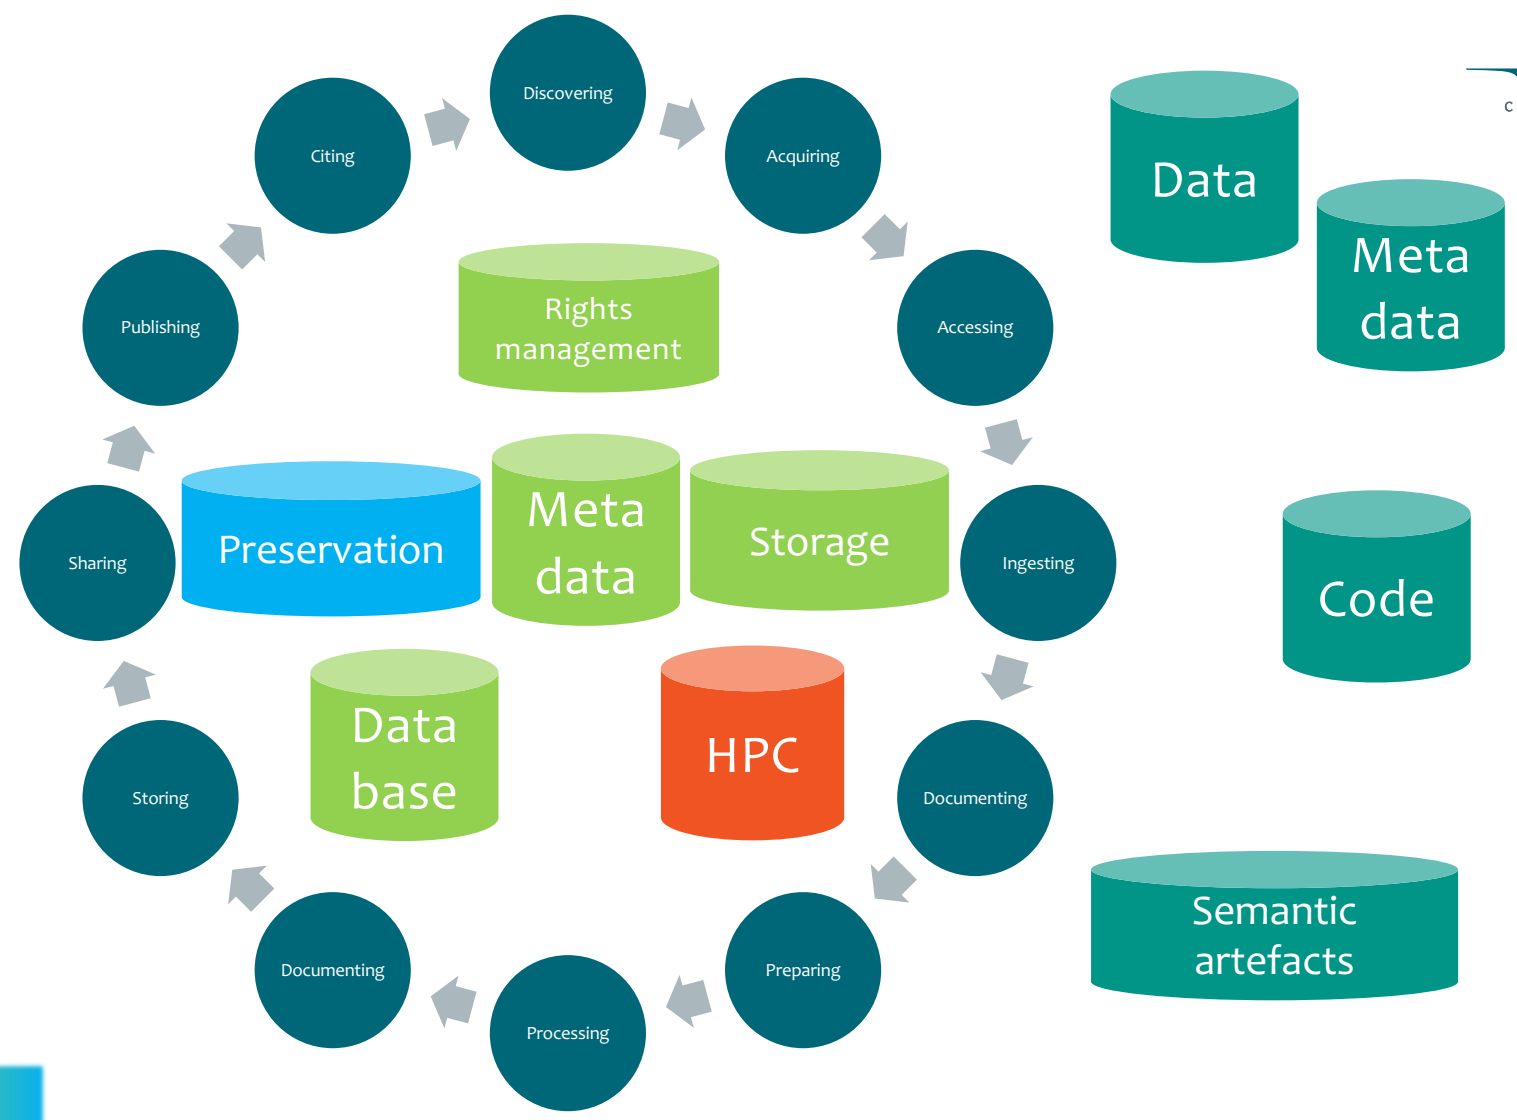 Discovering
Citing
Acquiring
Data
C
Meta
data
Rights
management
Publishing
Accessing
Preservation
Meta
data
Storage
Sharing
Ingesting
Code
Data
base
HPC
Storing
Documenting
Semantic
artefacts
Documenting
Preparing
Processing